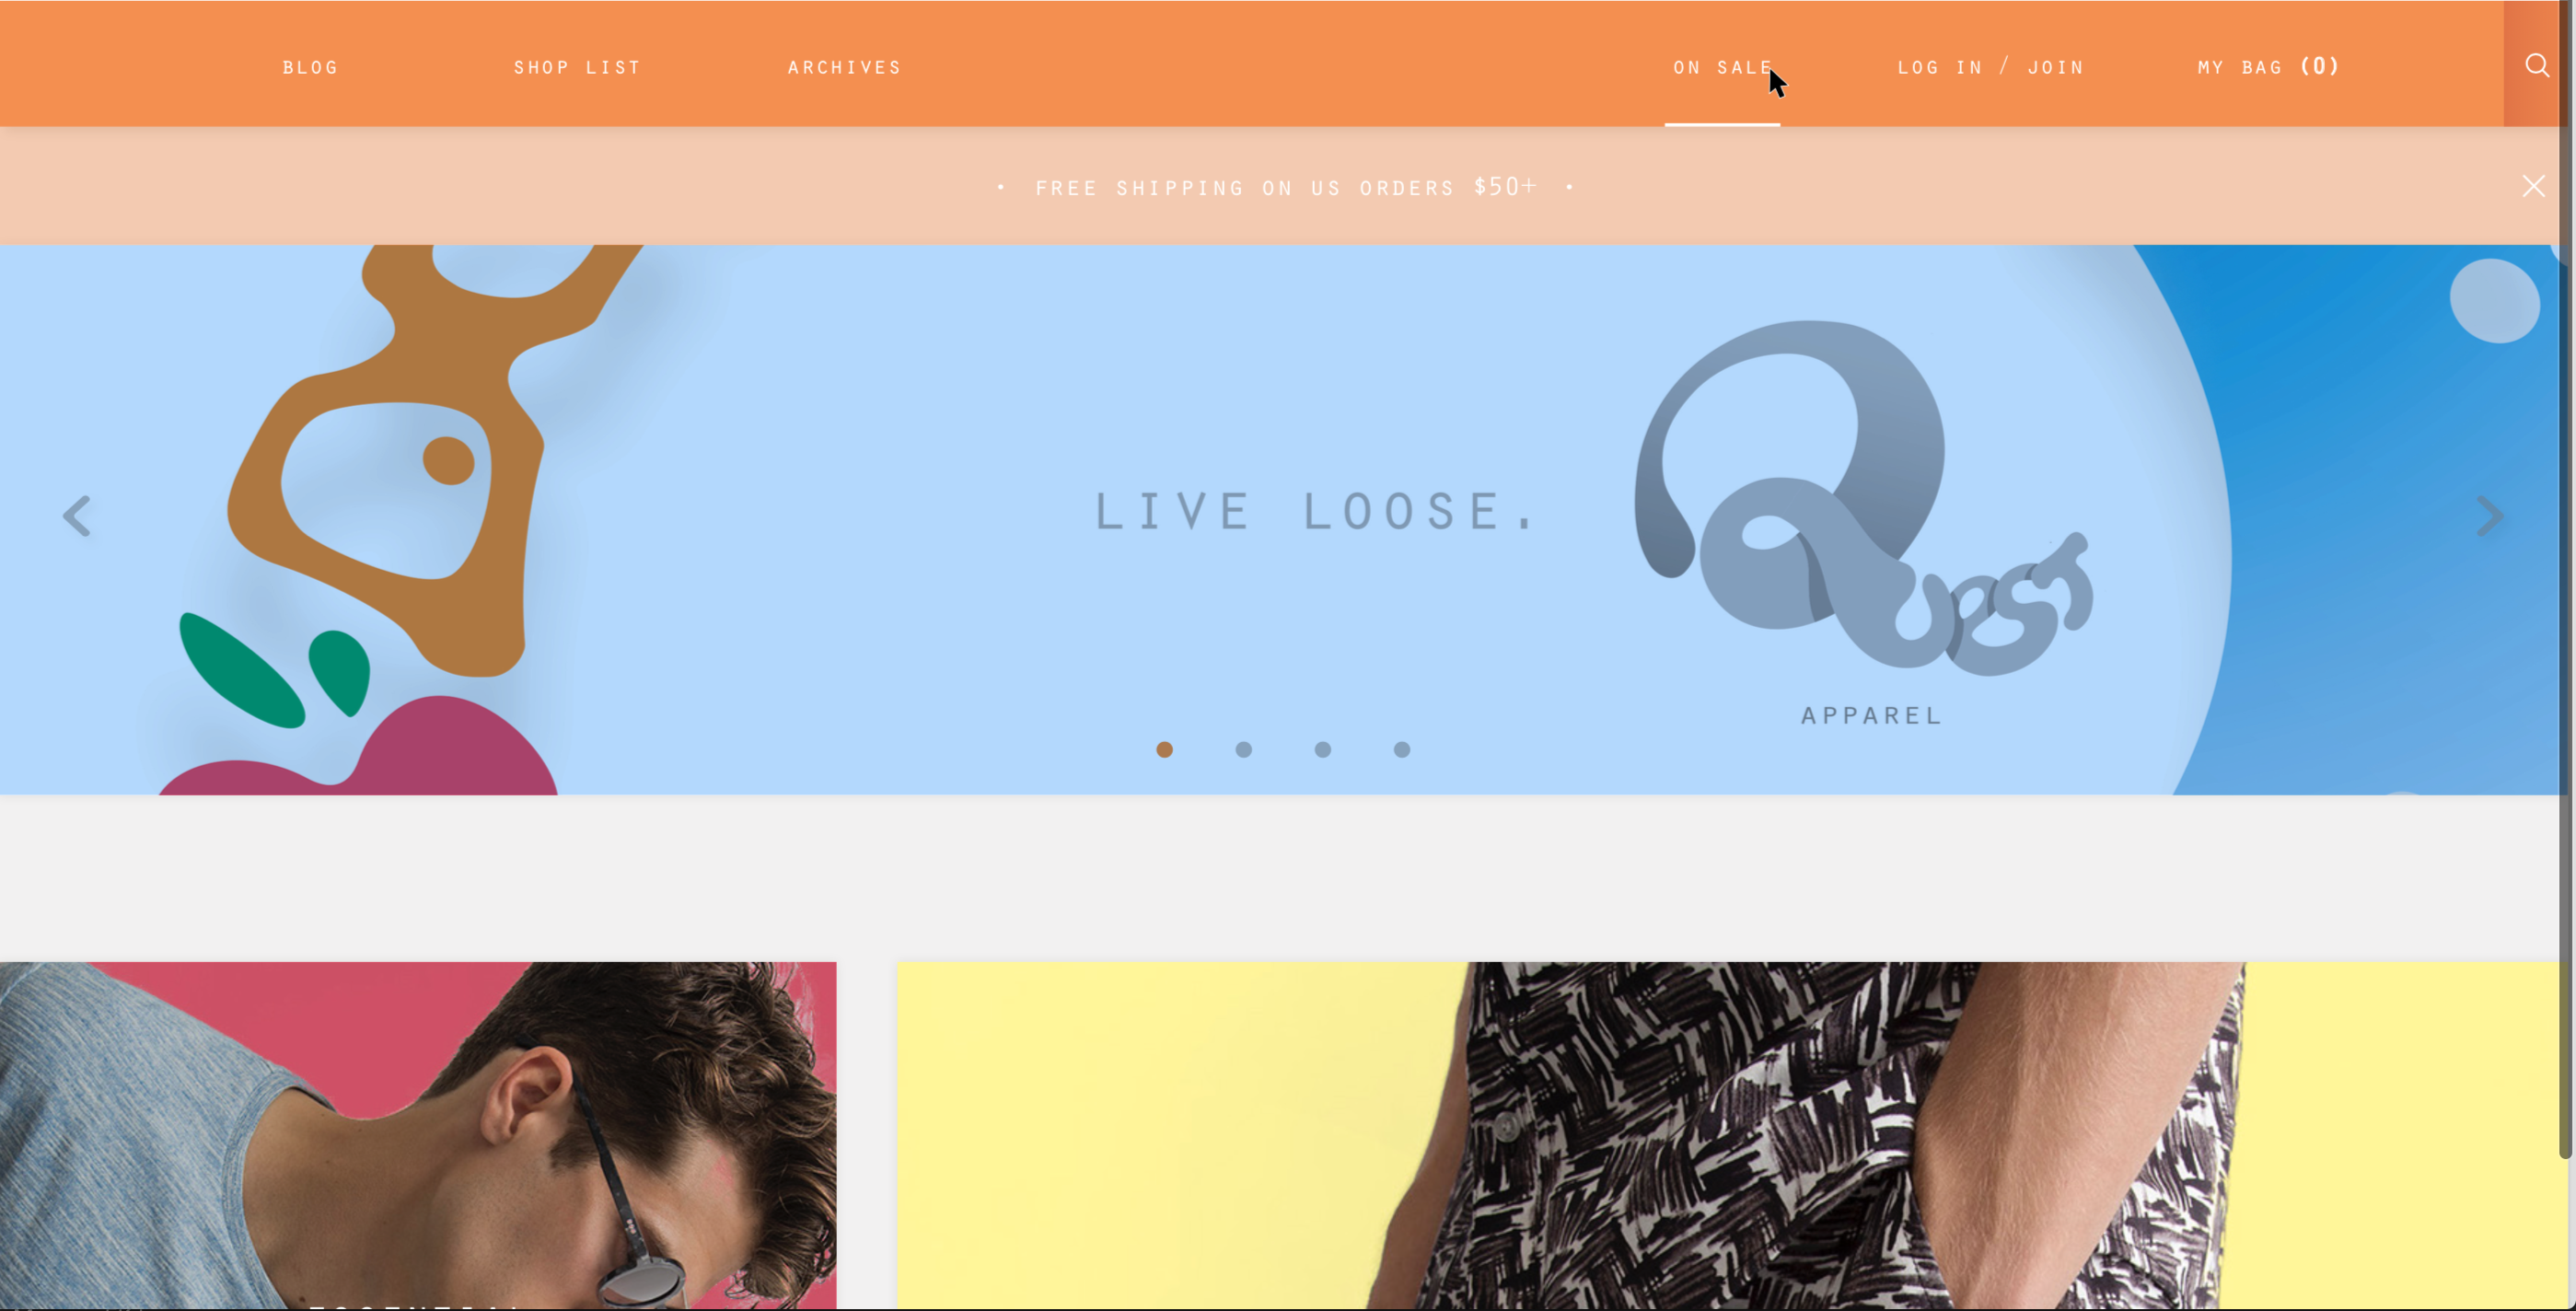 BLOG SHOP LIST ARCHIVES ON SALE LOG IN / JOIN MY BAG (0)
• FREE SHIPPING ON US ORDERS $50+ •
LIVE LOOSE.
Quest
APPAREL